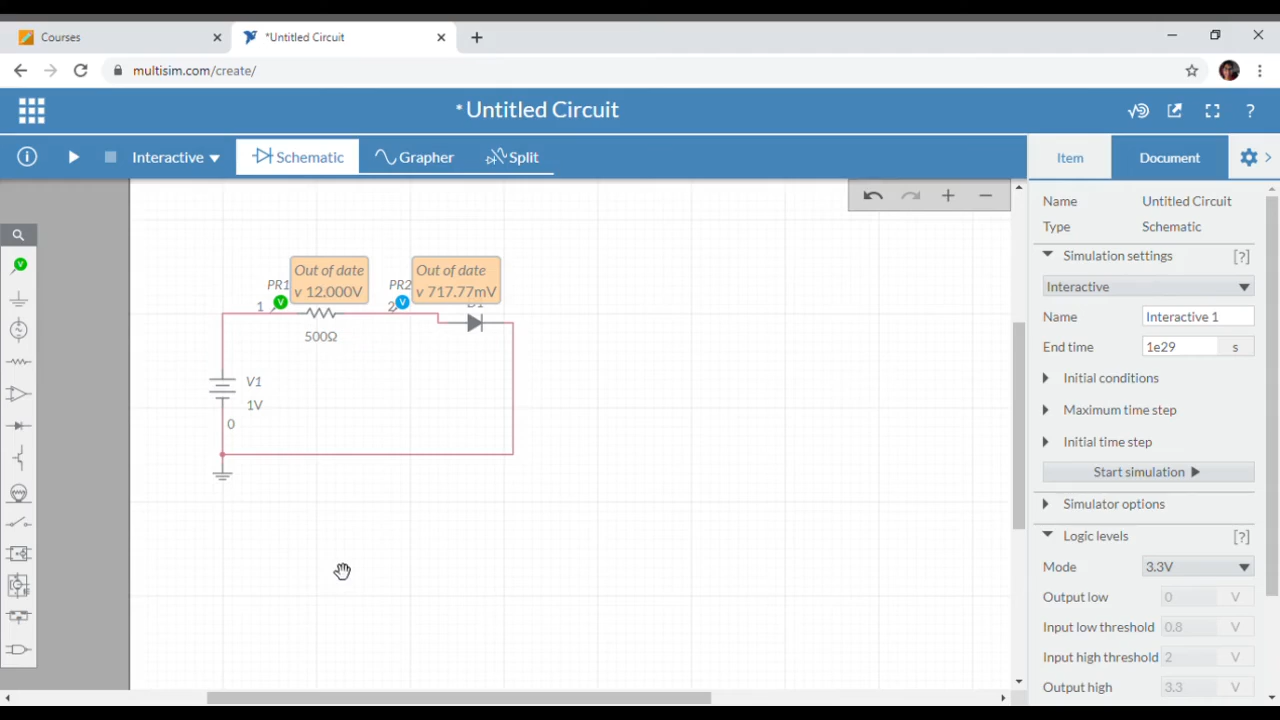 Courses
*Untitled Circuit
multisim.com/create/
* Untitled Circuit
?
Interactive
Schematic
Grapher
Split
Item
Document
Name Untitled Circuit
Type Schematic
Simulation settings [?]
Interactive
Name Interactive 1
End time 1e29 s
Initial conditions
Maximum time step
Initial time step
Start simulation
Simulator options
Logic levels [?]
Mode 3.3V
Output low 0 V
Input low threshold 0.8 V
Input high threshold 2 V
Output high 3.3 V
V
PR1
Out of date
v 12.000V
V
1
500Ω
PR2
Out of date
v 717.77mV
V
2
D1
V1
1V
0